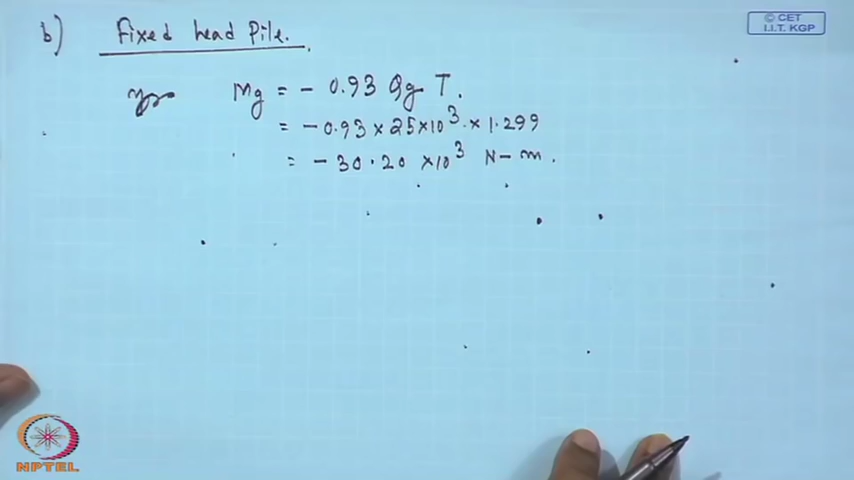 © CET
I.I.T. KGP
b) Fixed head Pile.
Mg = - 0.93 Qg T.
= - 0.93 × 25 × 10³ × 1.299
= - 30.20 × 10³ N-m.
NPTEL